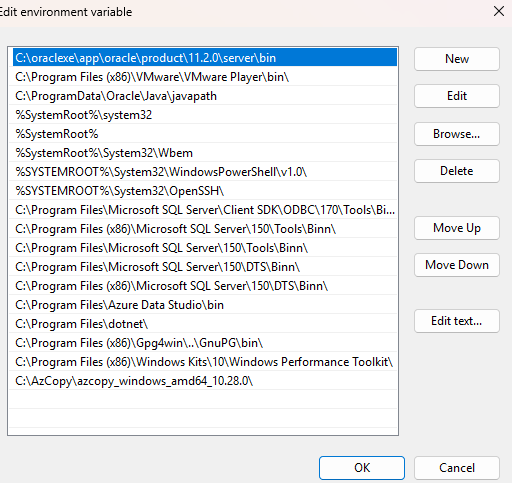 Edit environment variable
C:\oraclexe\app\oracle\product\11.2.0\server\bin
C:\Program Files (x86)\VMware\VMware Player\bin\
C:\ProgramData\Oracle\Java\javapath
%SystemRoot%\system32
%SystemRoot%
%SystemRoot%\System32\Wbem
%SYSTEMROOT%\System32\WindowsPowerShell\v1.0\
%SYSTEMROOT%\System32\OpenSSH\
C:\Program Files\Microsoft SQL Server\Client SDK\ODBC\170\Tools\Bi...
C:\Program Files (x86)\Microsoft SQL Server\150\Tools\Binn\
C:\Program Files\Microsoft SQL Server\150\Tools\Binn\
C:\Program Files\Microsoft SQL Server\150\DTS\Binn\
C:\Program Files (x86)\Microsoft SQL Server\150\DTS\Binn\
C:\Program Files\Azure Data Studio\bin
C:\Program Files\dotnet\
C:\Program Files (x86)\Gpg4win\..\GnuPG\bin\
C:\Program Files (x86)\Windows Kits\10\Windows Performance Toolkit\
C:\AzCopy\azcopy_windows_amd64_10.28.0\
New
Edit
Browse...
Delete
Move Up
Move Down
Edit text...
OK
Cancel